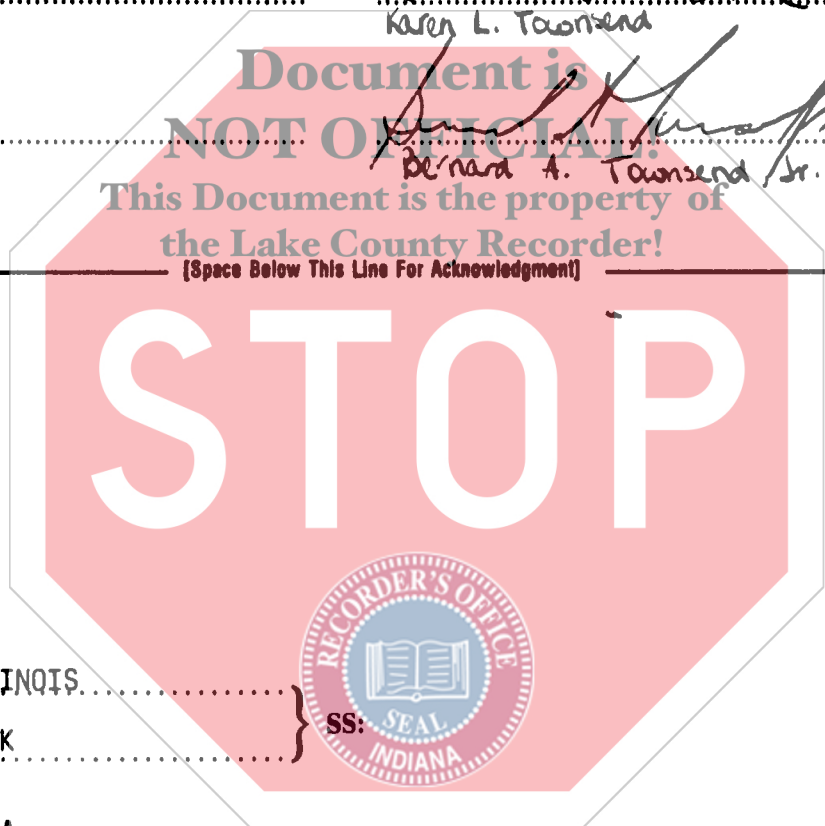 Karen L. Townsend
Document is
NOT OFFICIAL!
Bernard A. Townsend Jr.
This Document is the property of
the Lake County Recorder!
[Space Below This Line For Acknowledgment]
STOP
RECORDER'S OFFICE
SEAL
INDIANA
INOIS
K
SS: